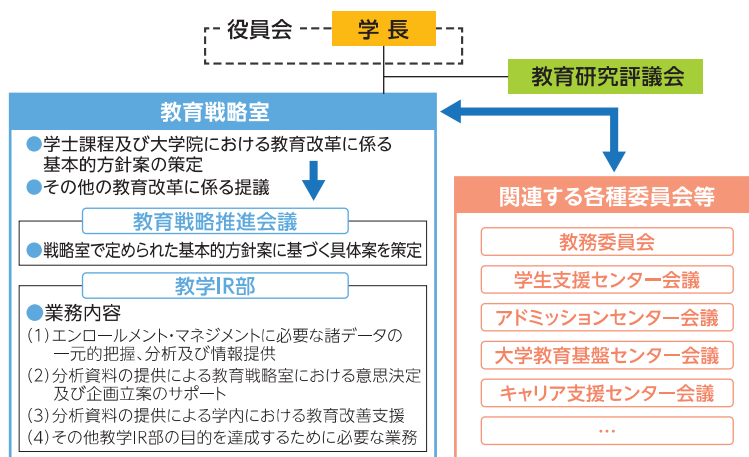 役員会
学長
教育研究評議会
教育戦略室
●学士課程及び大学院における教育改革に係る
基本的方針案の策定
●その他の教育改革に係る提議
教育戦略推進会議
●戦略室で定められた基本的方針案に基づく具体案を策定
教学IR部
●業務内容
(1)エンロールメント・マネジメントに必要な諸データの
一元的把握、分析及び情報提供
(2)分析資料の提供による教育戦略室における意思決定
及び企画立案のサポート
(3)分析資料の提供による学内における教育改善支援
(4)その他教学IR部の目的を達成するために必要な業務
関連する各種委員会等
教務委員会
学生支援センター会議
アドミッションセンター会議
大学教育基盤センター会議
キャリア支援センター会議
…